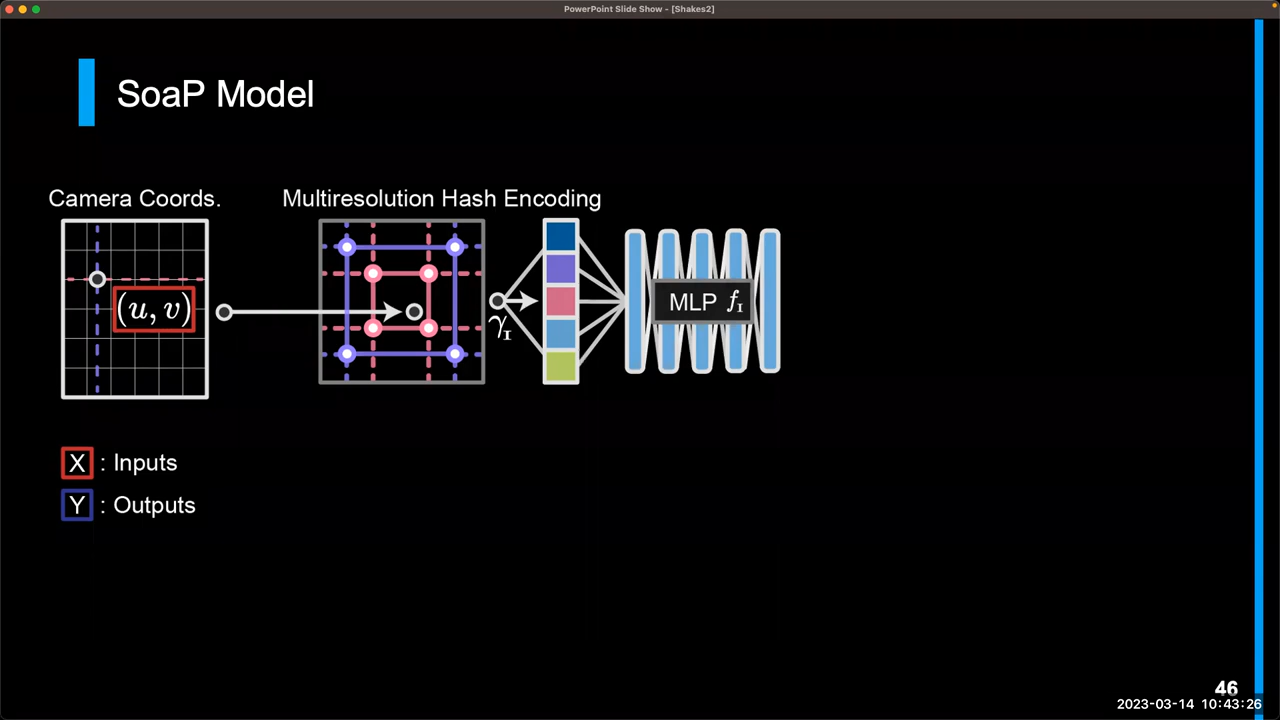 PowerPoint Slide Show - [Shakes2]
SoaP Model
Camera Coords.
Multiresolution Hash Encoding
(u, v)
γI
MLP fI
X : Inputs
Y : Outputs
46
2023-03-14 10:43:26